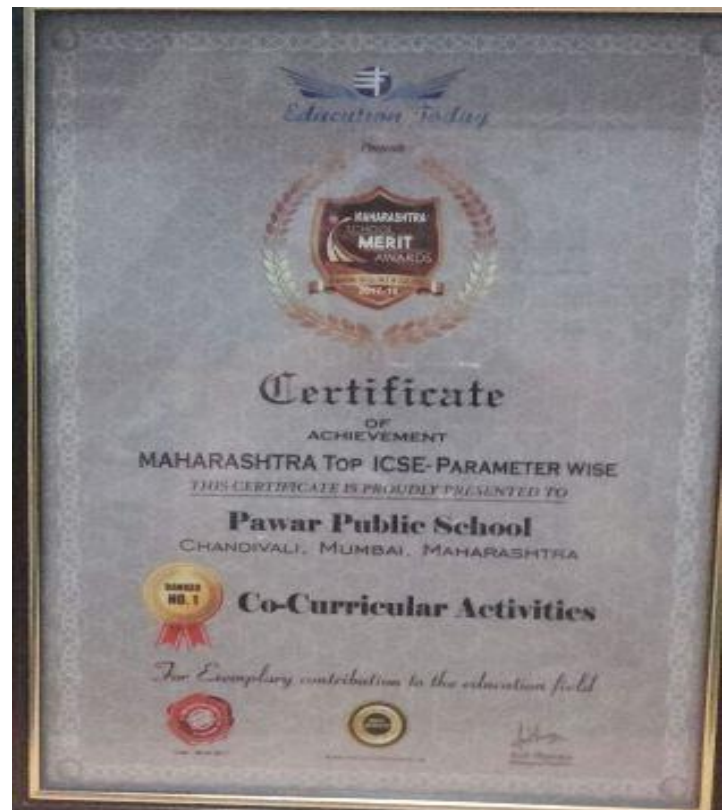 Education Today
Presents
MAHARASHTRA
SCHOOL
MERIT
AWARDS
Certificate
OF
ACHIEVEMENT
MAHARASHTRA TOP ICSE-PARAMETER WISE
THIS CERTIFICATE IS PROUDLY PRESENTED TO
Pawar Public School
CHANDIVALI, MUMBAI, MAHARASHTRA
RANKED
NO. 1
Co-Curricular Activities
For Exemplary contribution to the education field